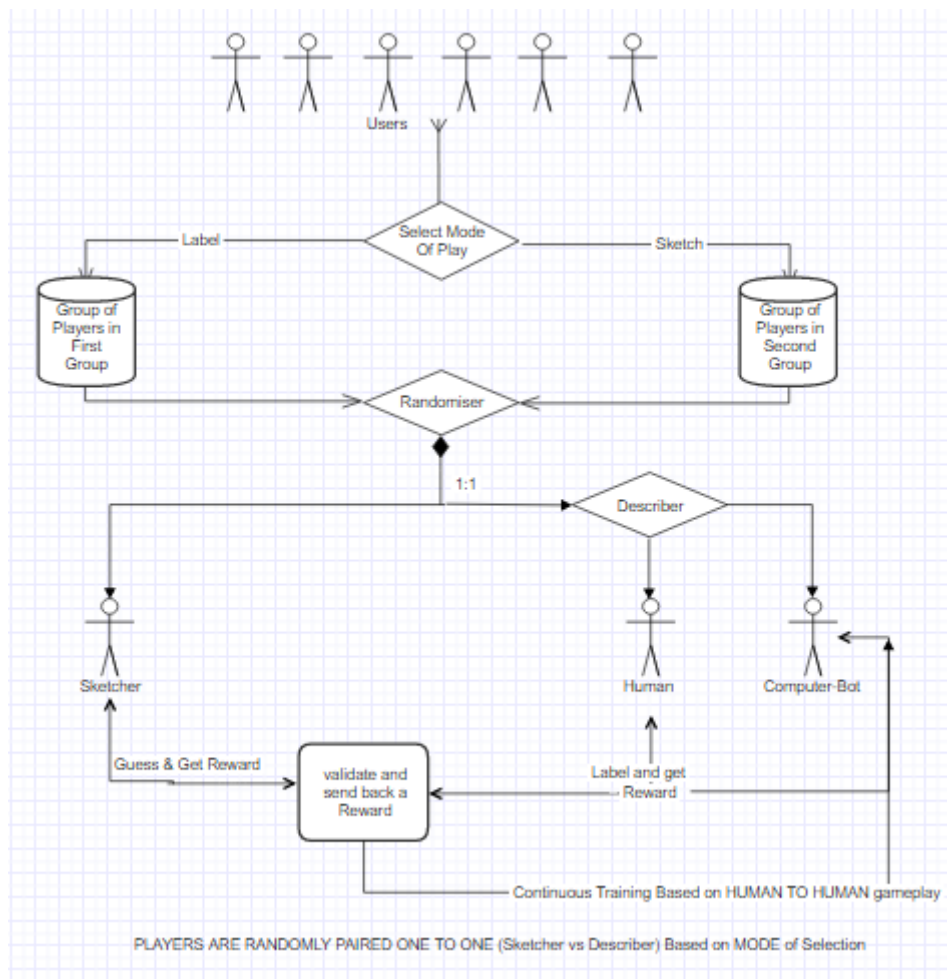 Users
Select Mode
Of Play
Label
Sketch
Group of
Players in
First
Group
Group of
Players in
Second
Group
Randomiser
1:1
Describer
Sketcher
Human
Computer-Bot
Guess & Get Reward
validate and
send back a
Reward
Label and get
Reward
Continuous Training Based on HUMAN TO HUMAN gameplay
PLAYERS ARE RANDOMLY PAIRED ONE TO ONE (Sketcher vs Describer) Based on MODE of Selection